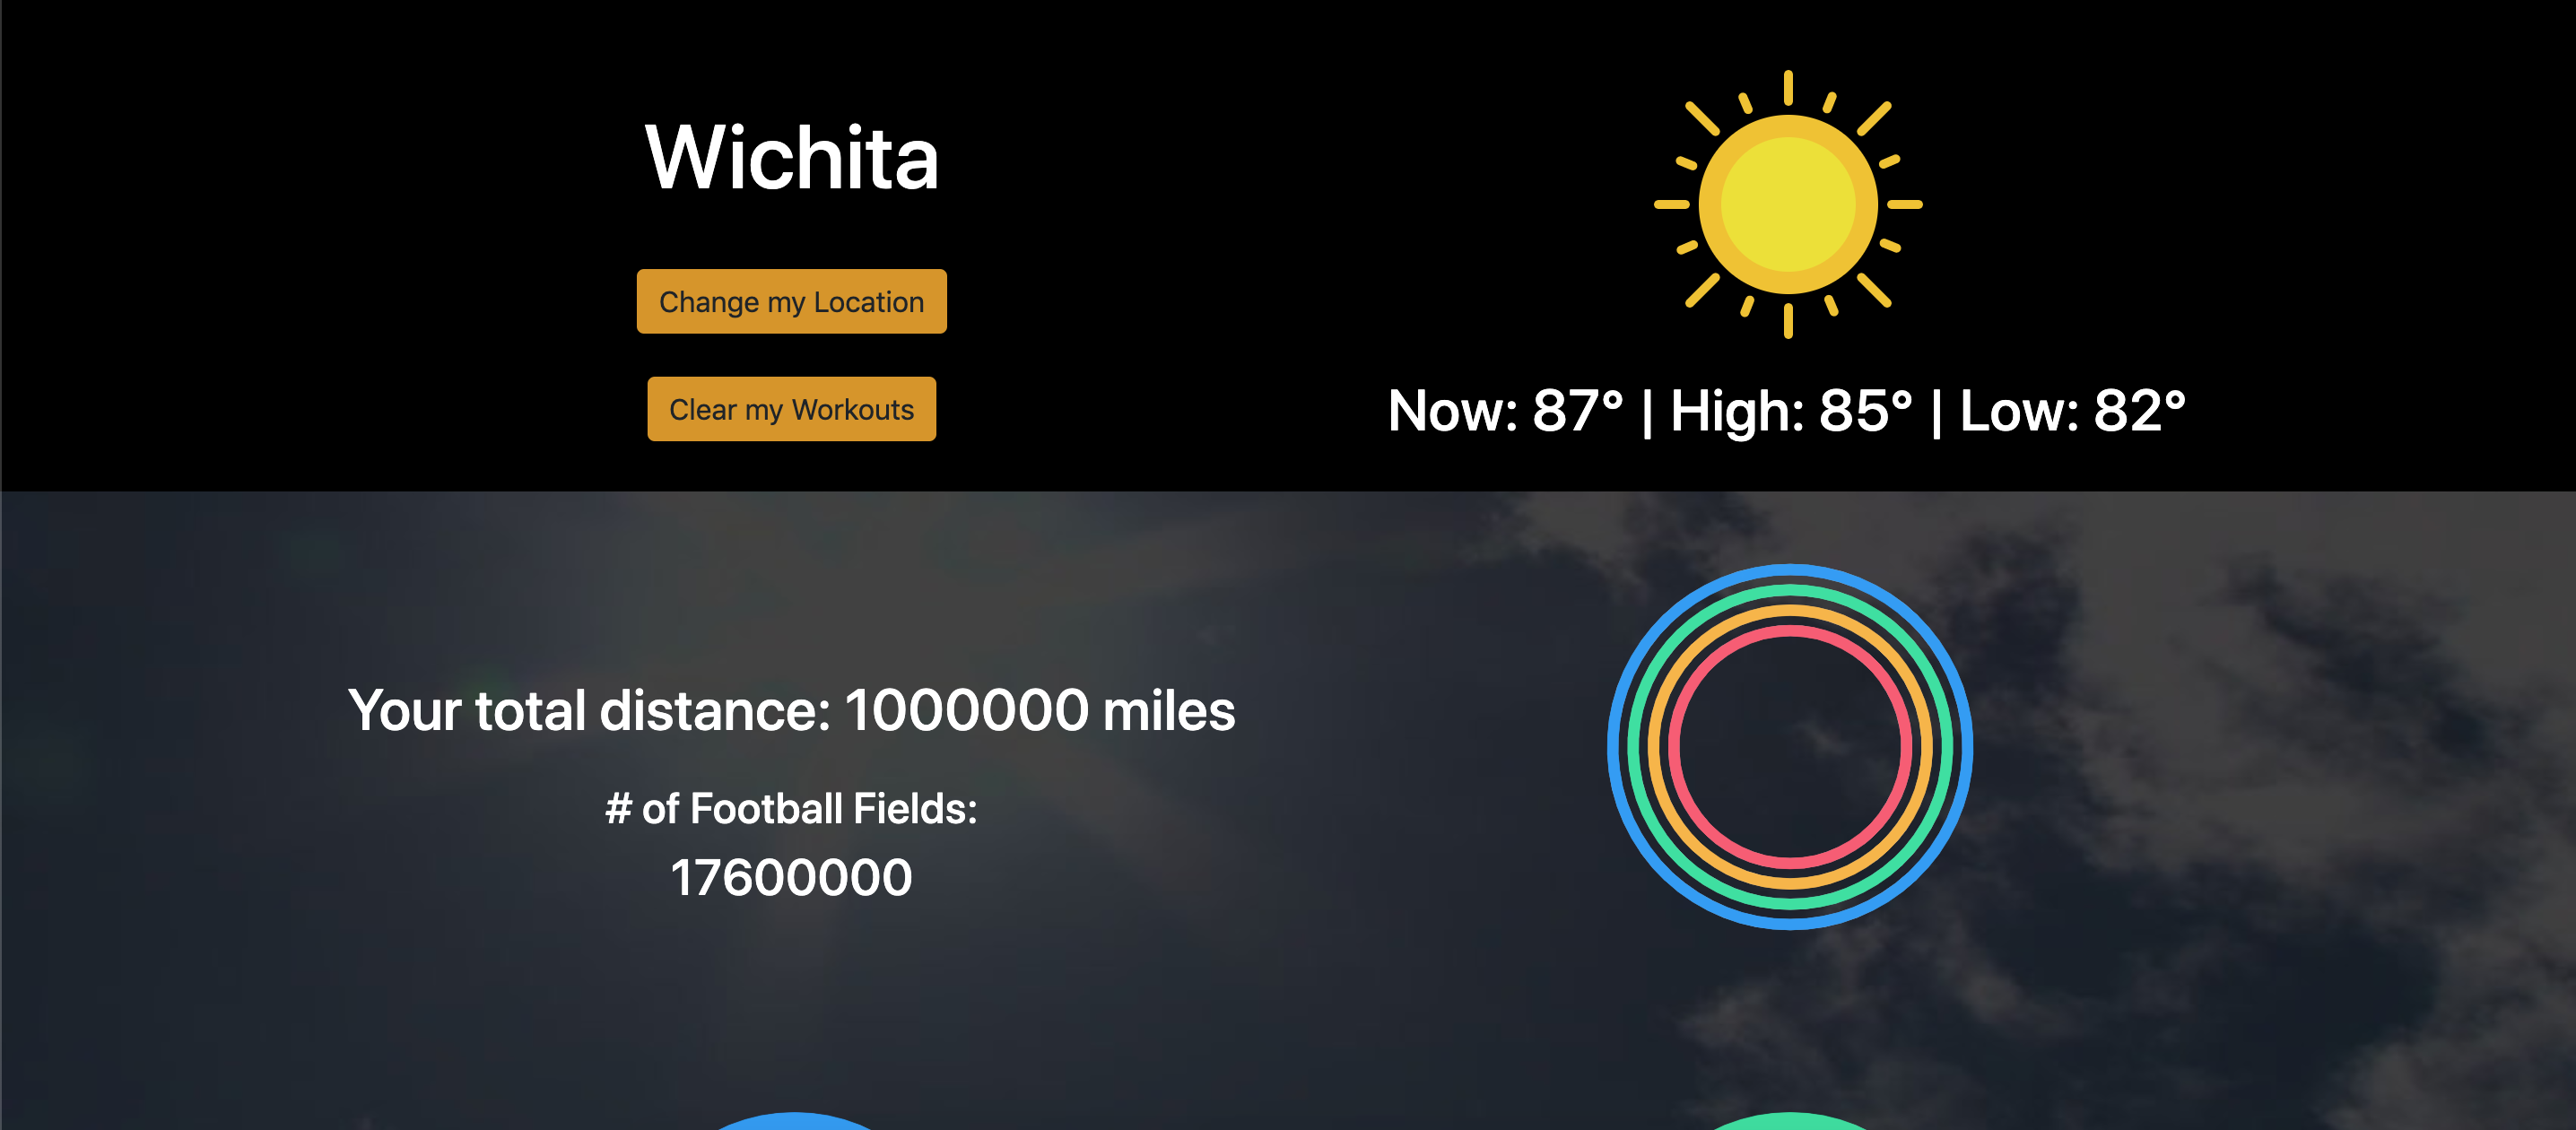 Wichita
Change my Location
Clear my Workouts
Now: 87° | High: 85° | Low: 82°
Your total distance: 1000000 miles
# of Football Fields:
17600000